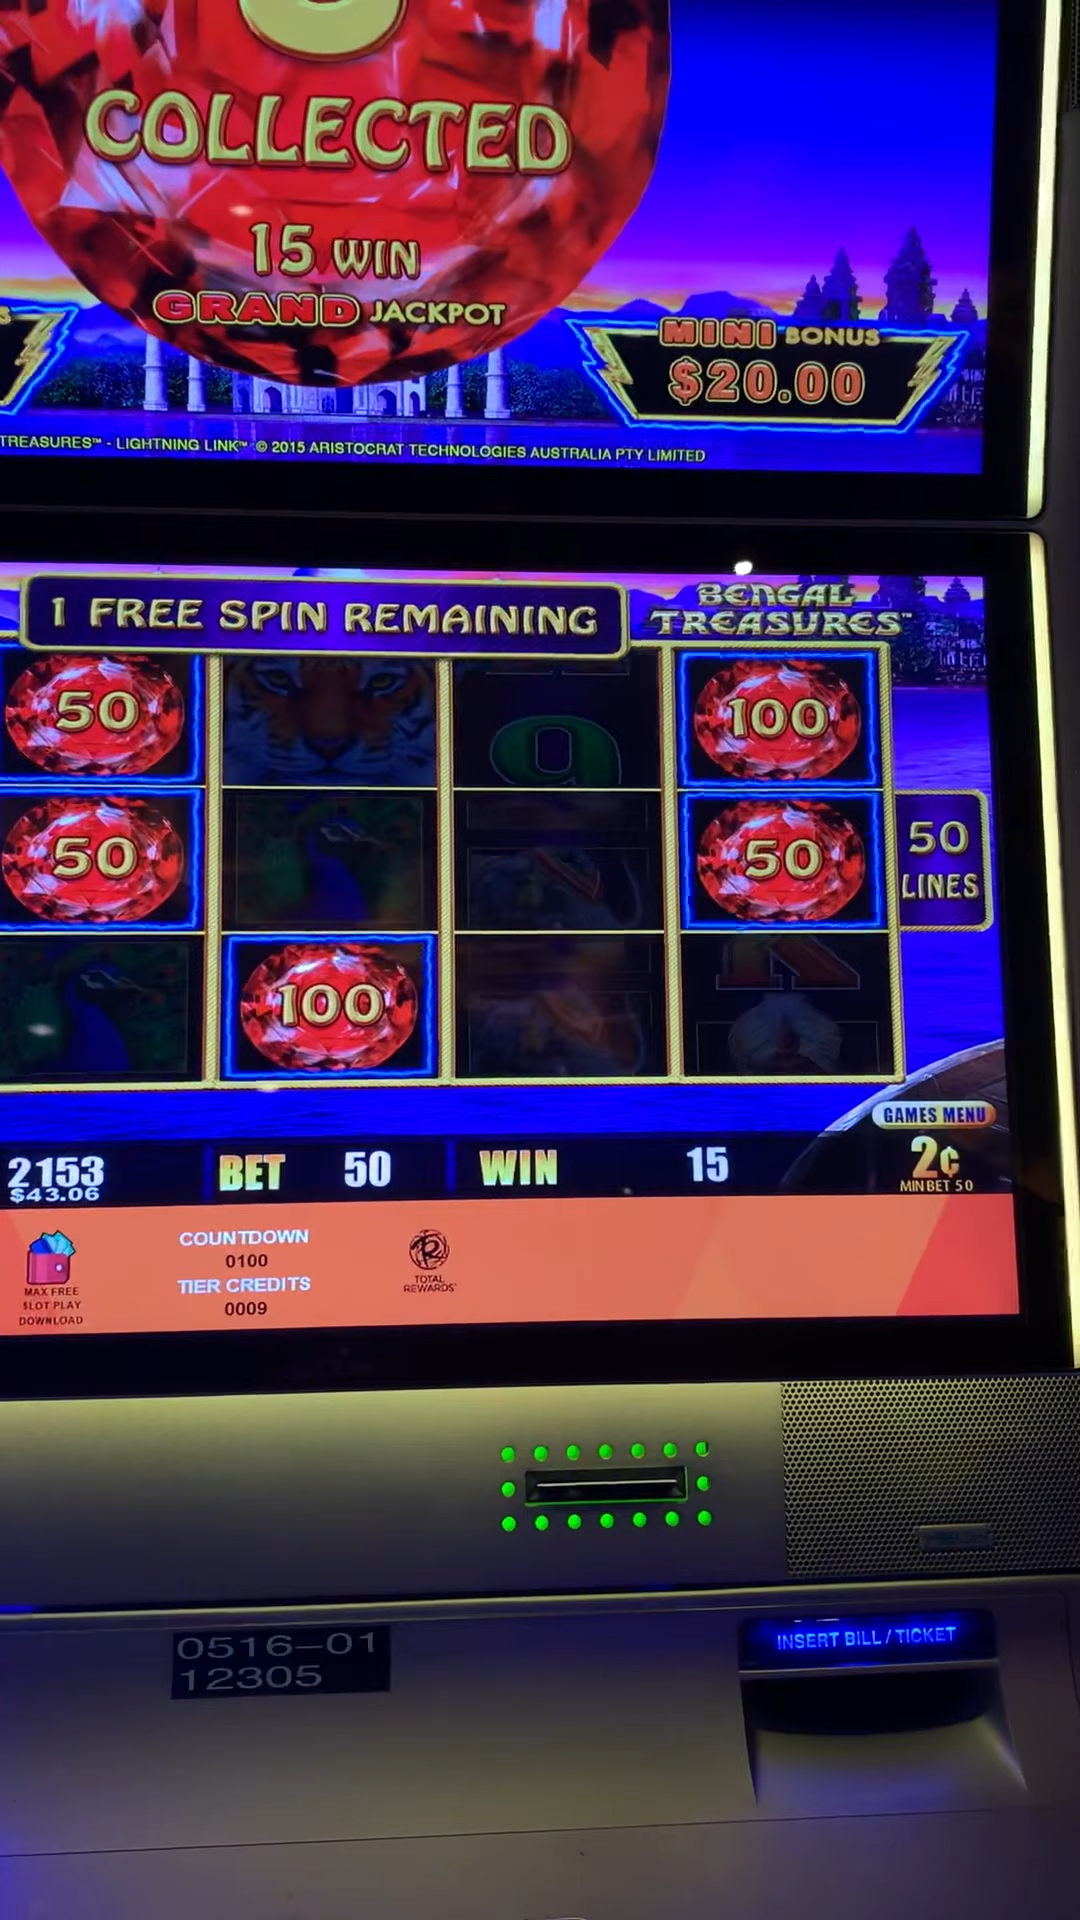 COLLECTED
15 WIN
GRAND JACKPOT
MINI BONUS
$20.00
TREASURES™ - LIGHTNING LINK™ © 2015 ARISTOCRAT TECHNOLOGIES AUSTRALIA PTY LIMITED
1 FREE SPIN REMAINING
BENGAL
TREASURES™
50
9
100
50
50
50
LINES
100
K
GAMES MENU
2153
$43.06
BET 50
WIN 15
2¢
MIN BET 50
MAX FREE
SLOT PLAY
DOWNLOAD
COUNTDOWN
0100
TIER CREDITS
0009
R
TOTAL
REWARDS
INSERT BILL/TICKET
0516-01
12305